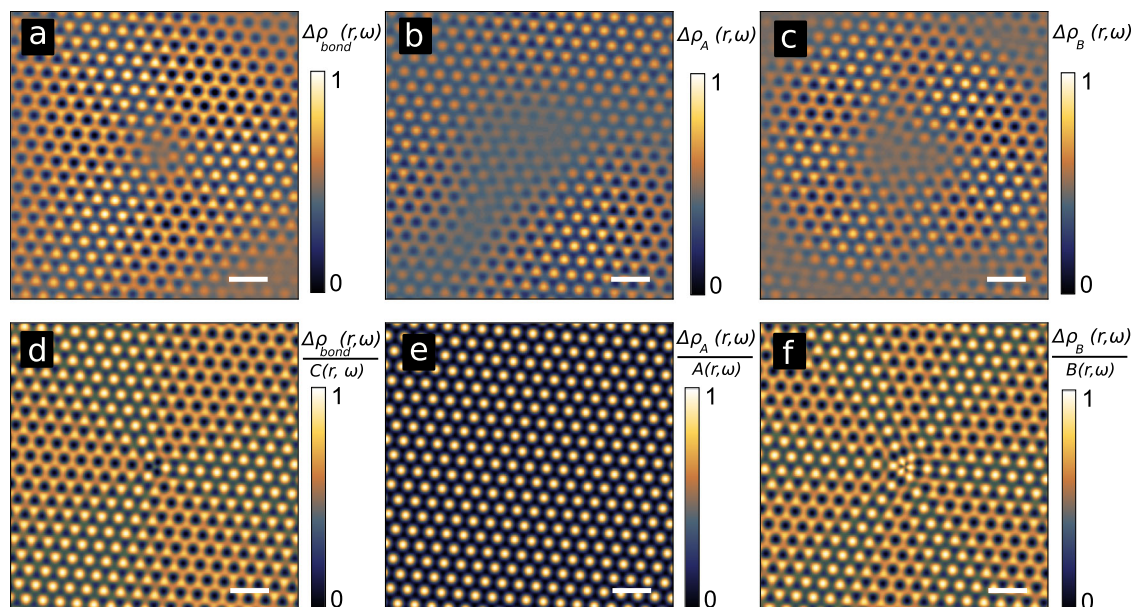 a
Δρbond (r,ω)
1
0
b
ΔρA (r,ω)
1
0
c
ΔρB (r,ω)
1
0
d
Δρbond (r,ω)
C(r, ω)
1
0
e
ΔρA (r,ω)
A(r,ω)
1
0
f
ΔρB (r,ω)
B(r,ω)
1
0